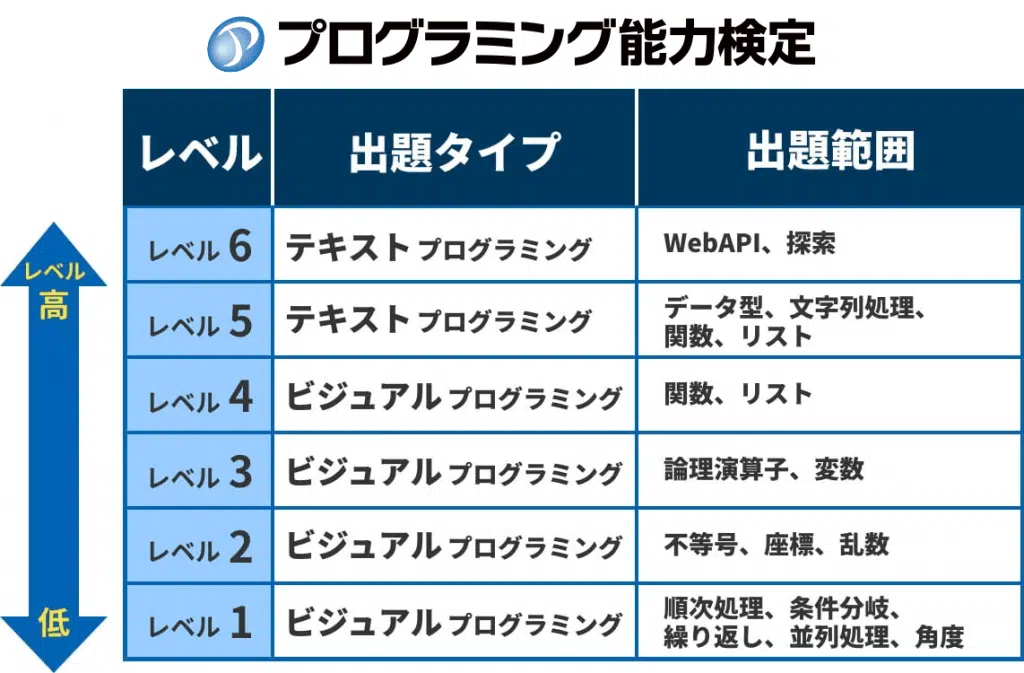 プログラミング能力検定
レベル 出題タイプ 出題範囲
レベル 6 テキスト プログラミング WebAPI、探索
レベル
高
レベル 5 テキスト プログラミング データ型、文字列処理、
関数、リスト
レベル 4 ビジュアル プログラミング 関数、リスト
レベル 3 ビジュアル プログラミング 論理演算子、変数
レベル 2 ビジュアル プログラミング 不等号、座標、乱数
レベル 1 ビジュアル プログラミング 順次処理、条件分岐、
繰り返し、並列処理、角度
低